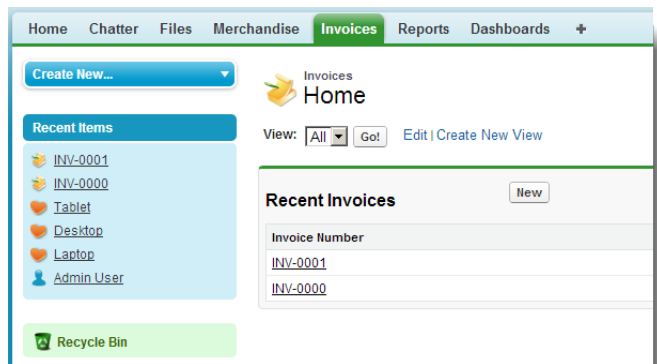 Home Chatter Files Merchandise Invoices Reports Dashboards +
Create New...
Recent Items
INV-0001
INV-0000
Tablet
Desktop
Laptop
Admin User
Recycle Bin
Invoices
Home
View: All Go! Edit | Create New View
Recent Invoices New
Invoice Number
INV-0001
INV-0000